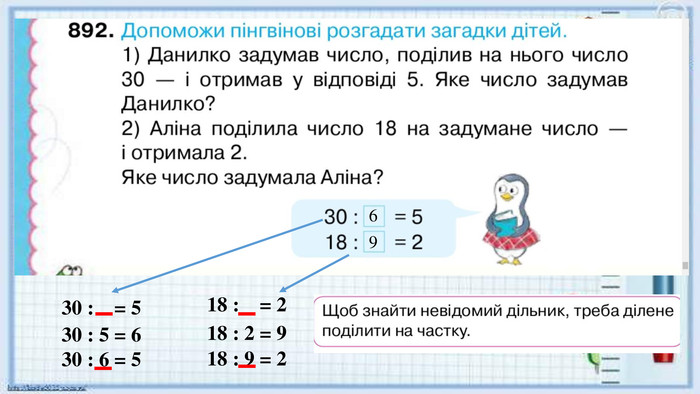 892. Допоможи пінгвінові розгадати загадки дітей.
1) Данилко задумав число, поділив на нього число
30 — і отримав у відповіді 5. Яке число задумав
Данилко?
2) Аліна поділила число 18 на задумане число —
і отримала 2.
Яке число задумала Аліна?
30 : 6 = 5
18 : 9 = 2
30 : _ = 5
30 : 5 = 6
30 : 6 = 5
18 : _ = 2
18 : 2 = 9
18 : 9 = 2
Щоб знайти невідомий дільник, треба ділене
поділити на частку.